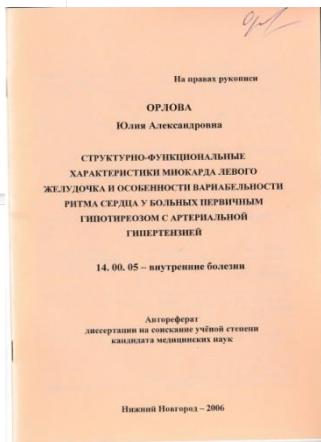 На правах рукописи
ОРЛОВА
Юлия Александровна
СТРУКТУРНО-ФУНКЦИОНАЛЬНЫЕ
ХАРАКТЕРИСТИКИ МИОКАРДА ЛЕВОГО
ЖЕЛУДОЧКА И ОСОБЕННОСТИ ВАРИАБЕЛЬНОСТИ
РИТМА СЕРДЦА У БОЛЬНЫХ ПЕРВИЧНЫМ
ГИПОТИРЕОЗОМ С АРТЕРИАЛЬНОЙ
ГИПЕРТЕНЗИЕЙ
14. 00. 05 – внутренние болезни
Автореферат
диссертации на соискание учёной степени
кандидата медицинских наук
Нижний Новгород – 2006